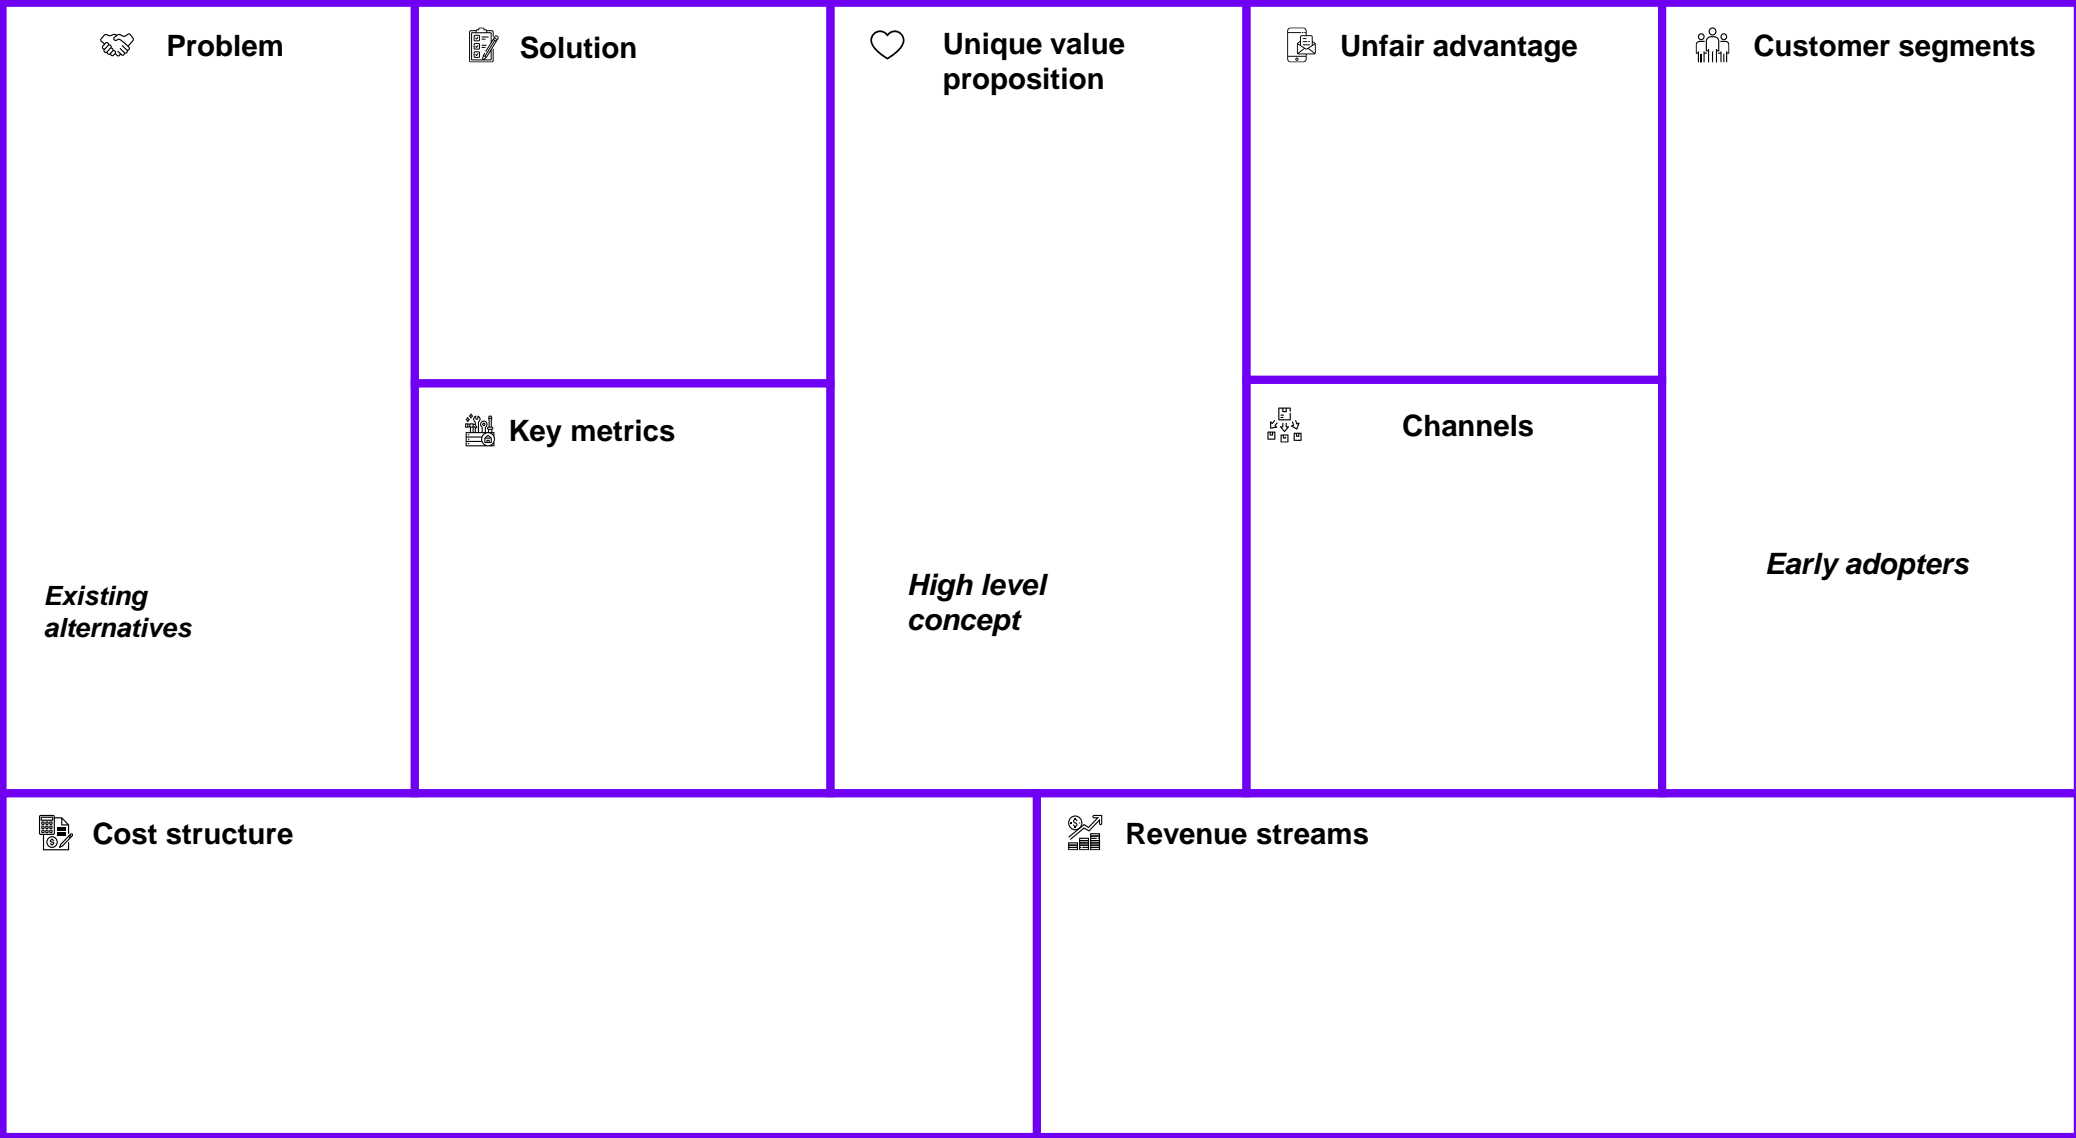 Problem
Existing
alternatives
Solution
Key metrics
Unique value
proposition
High level
concept
Unfair advantage
Channels
Customer segments
Early adopters
Cost structure
Revenue streams